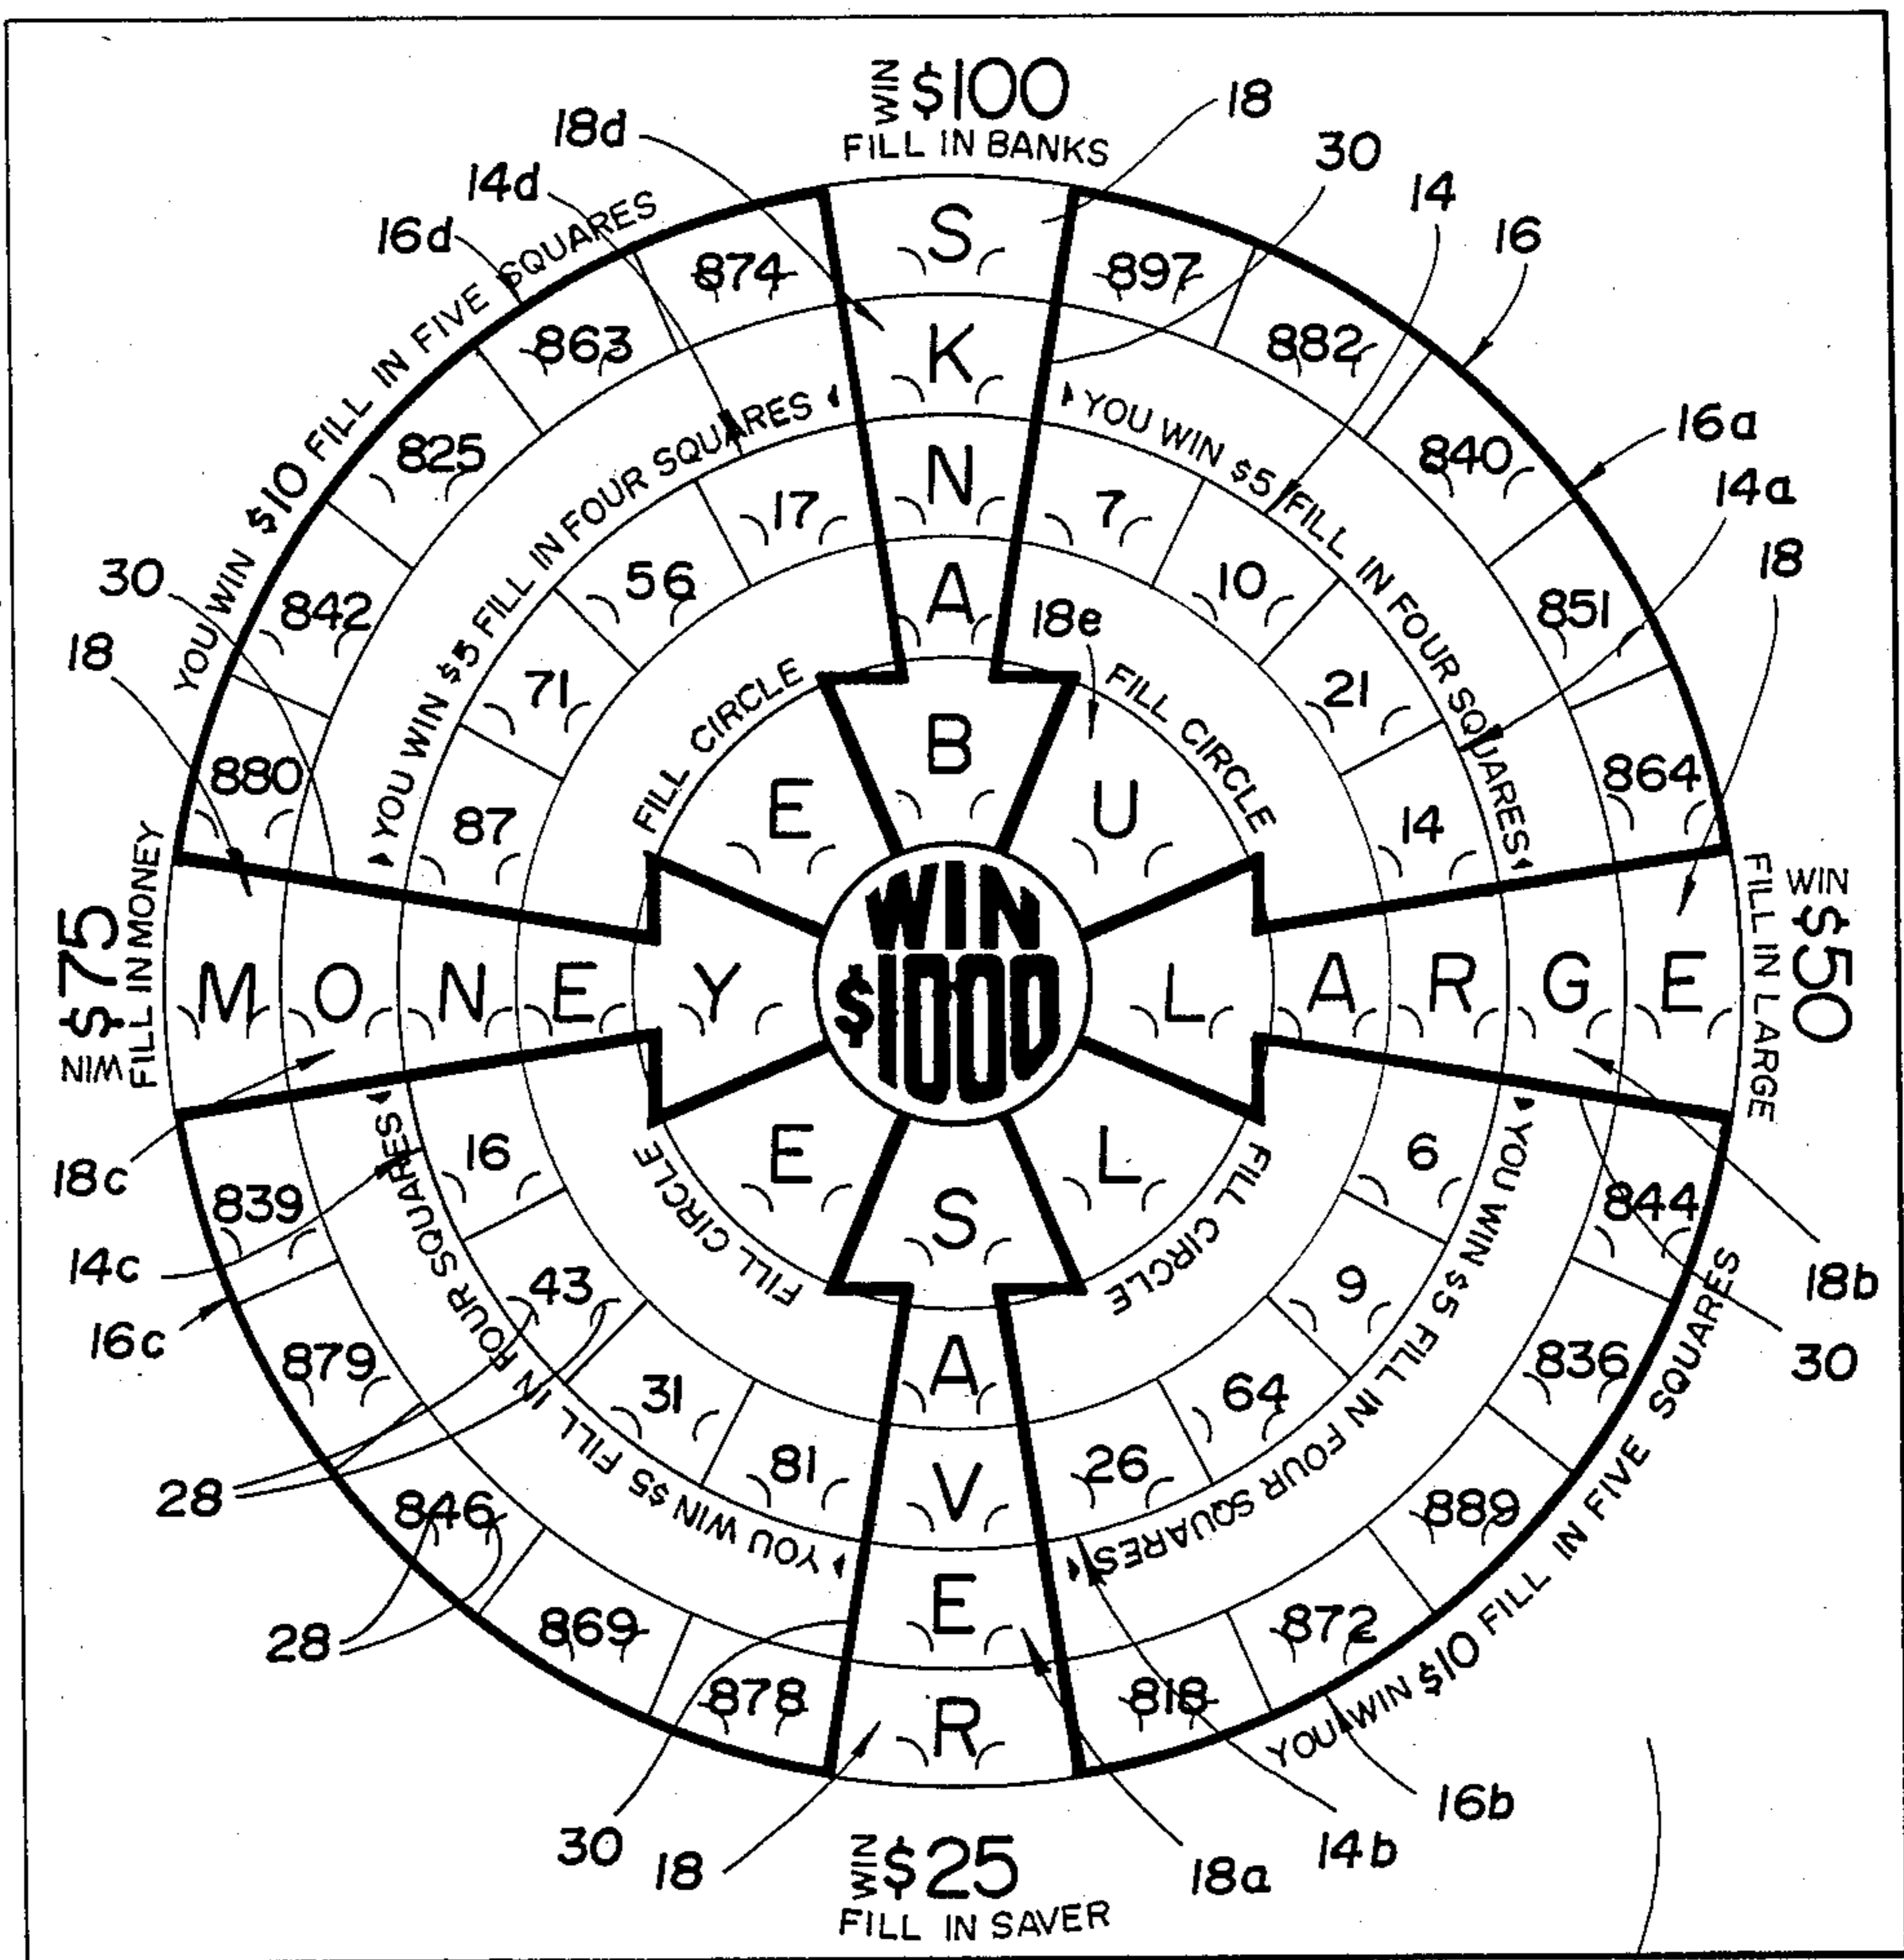 WIN $100
FILL IN BANKS
18
18d
30
14d
14
16d
16
YOU WIN $10 FILL IN FIVE SQUARES
S
874
897
863
K
882
YOU WIN $5 FILL IN FOUR SQUARES
YOU WIN $5 FILL IN FOUR SQUARES
16a
825
N
840
14a
17
7
18
30
842
56
A
10
851
18e
18
71
FILL CIRCLE
FILL CIRCLE
21
880
87
E
B
U
14
864
WIN $75
FILL IN MONEY
WIN $50
FILL IN LARGE
M O N E Y
WIN
$1000
L A R G E
18c
839
16
E
S
L
6
844
14c
FILL CIRCLE
FILL CIRCLE
18b
16c
43
9
30
879
31
A
64
836
28
81
V
26
YOU WIN $5 FILL IN FOUR SQUARES
YOU WIN $5 FILL IN FOUR SQUARES
846
889
28
869
E
872
878
R
818
YOU WIN $10 FILL IN FIVE SQUARES
16b
30
18
18a
14b
WIN $25
FILL IN SAVER